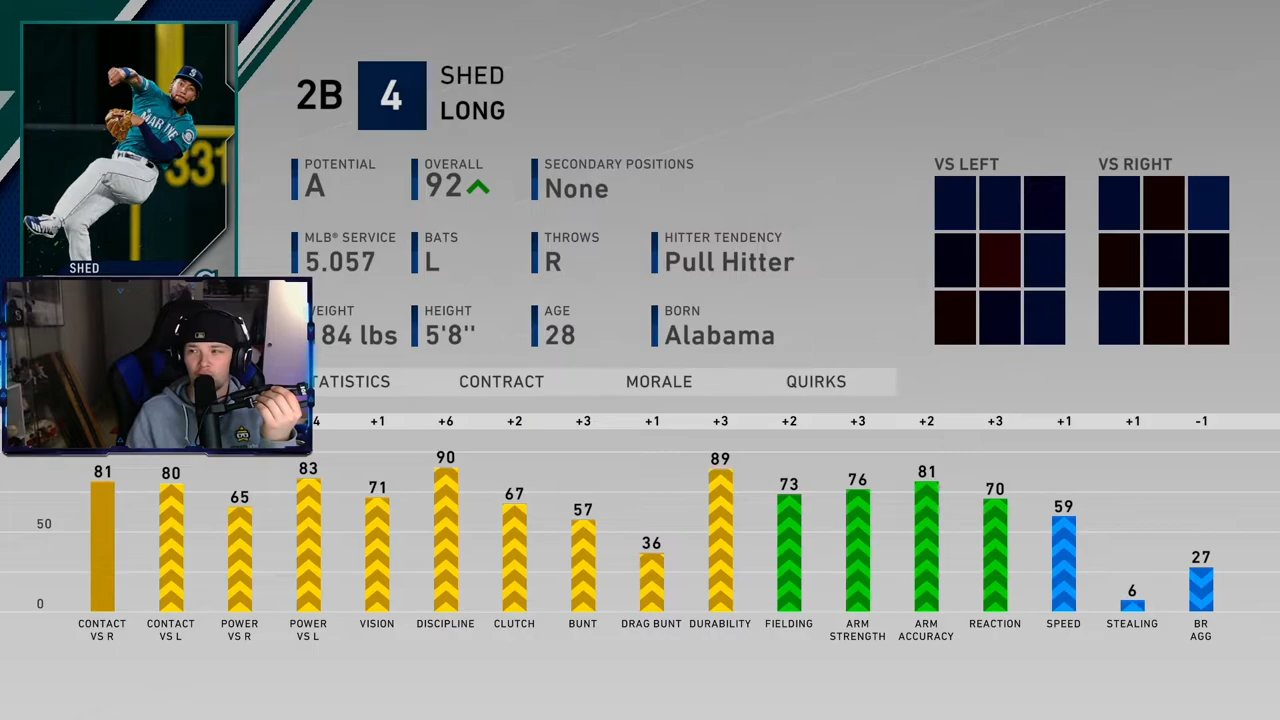 2B
4
SHED
LONG
MARINE
331
SHED
POTENTIAL
A
OVERALL
92
SECONDARY POSITIONS
None
MLB® SERVICE
5.057
BATS
L
THROWS
R
HITTER TENDENCY
Pull Hitter
WEIGHT
84 lbs
HEIGHT
5'8''
AGE
28
BORN
Alabama
VS LEFT
VS RIGHT
TATISTICS CONTRACT MORALE QUIRKS
4 +1 +6 +2 +3 +1 +3 +2 +3 +2 +3 +1 +1 -1
81 80 65 83 71 90 67 57 36 89 73 76 81 70 59 6 27
50
0
CONTACT VS R
CONTACT VS L
POWER VS R
POWER VS L
VISION
DISCIPLINE
CLUTCH
BUNT
DRAG BUNT
DURABILITY
FIELDING
ARM STRENGTH
ARM ACCURACY
REACTION
SPEED
STEALING
BR AGG